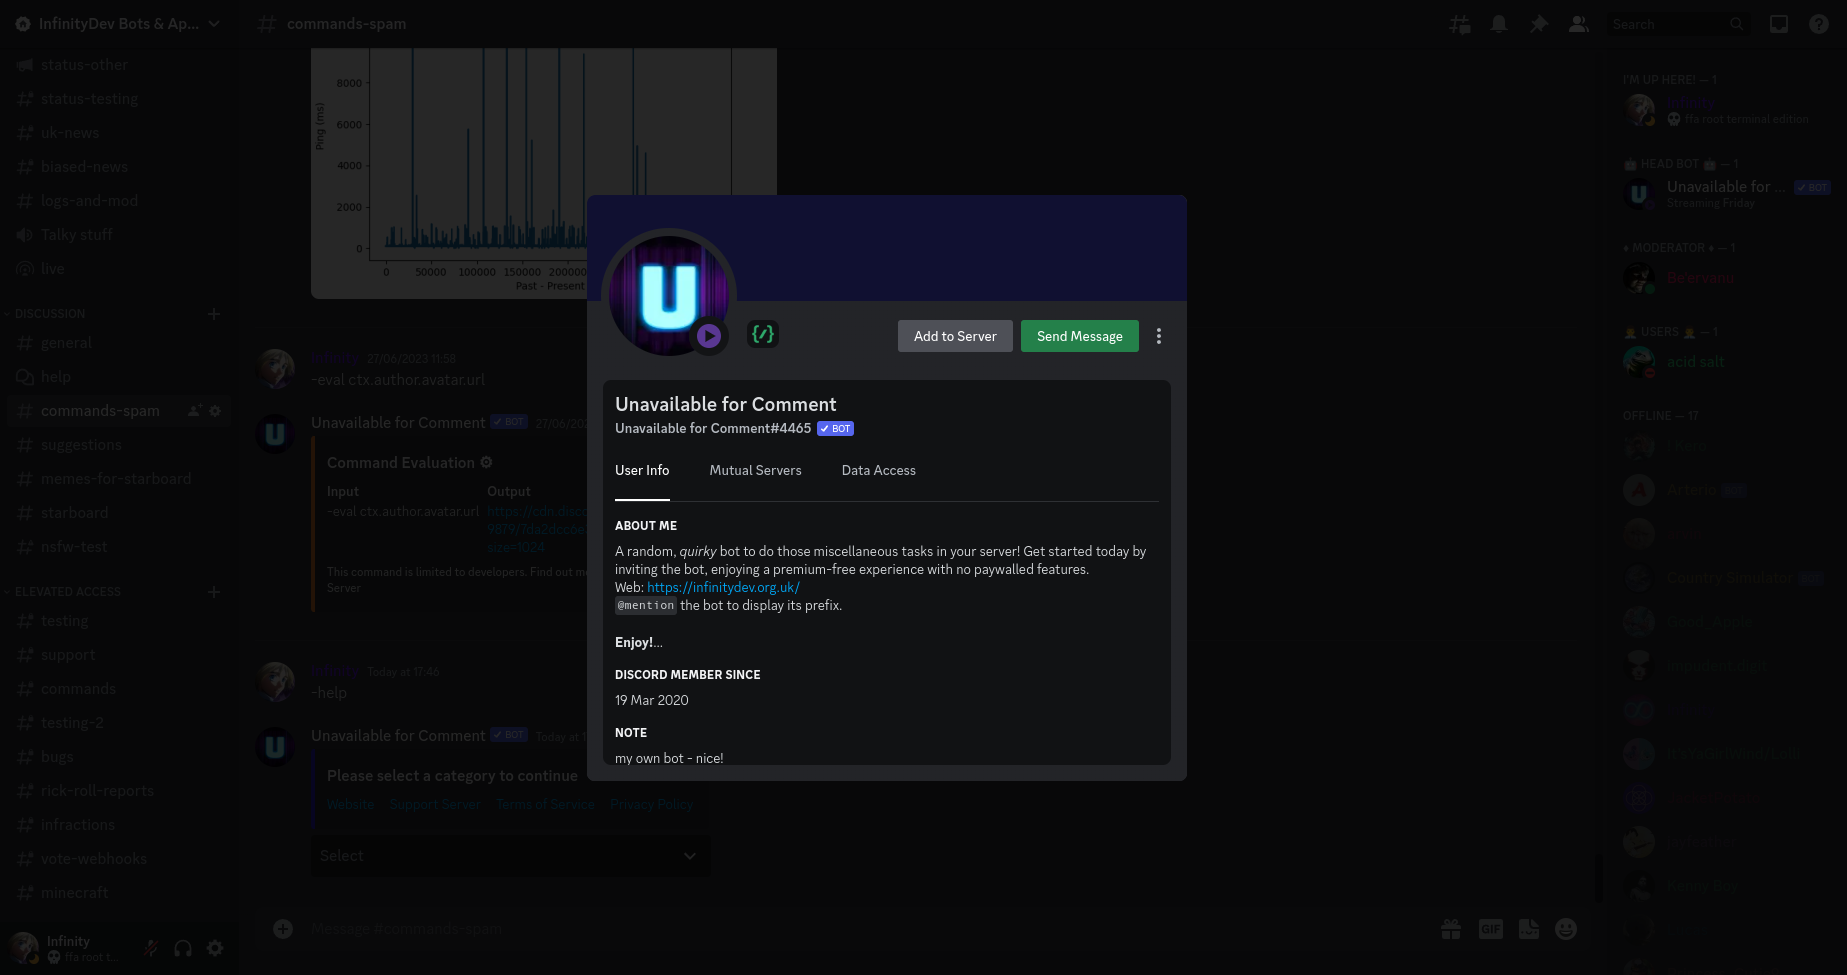 InfinityDev Bots & Ap...
commands-spam
Search
status-other
status-testing
uk-news
biased-news
logs-and-mod
Talky stuff
live
DISCUSSION
general
help
commands-spam
suggestions
memes-for-starboard
starboard
nsfw-test
ELEVATED ACCESS
testing
support
commands
testing-2
bugs
rick-roll-reports
infractions
vote-webhooks
minecraft
Infinity
ffa root t...
8000
6000
4000
2000
0
Ping (ms)
0 50000 100000 150000 200000
Past - Present
Infinity 27/06/2023 11:58
-eval ctx.author.avatar.url
Unavailable for Comment ✓ BOT 27/06/202
Command Evaluation ⚙
Input Output
-eval ctx.author.avatar.url https://cdn.disco
size=1024
This command is limited to developers. Find out m
Server
Infinity Today at 17:46
-help
Unavailable for Comment ✓ BOT Today at 1
Please select a category to continue
Website Support Server Terms of Service Privacy Policy
Select
Message #commands-spam
GIF
U
Add to Server
Send Message
Unavailable for Comment
Unavailable for Comment#4465 ✓ BOT
User Info Mutual Servers Data Access
ABOUT ME
A random, quirky bot to do those miscellaneous tasks in your server! Get started today by
inviting the bot, enjoying a premium-free experience with no paywalled features.
Web: https://infinitydev.org.uk/
@mention the bot to display its prefix.
Enjoy!...
DISCORD MEMBER SINCE
19 Mar 2020
NOTE
my own bot - nice!
I'M UP HERE! — 1
Infinity
ffa root terminal edition
HEAD BOT — 1
Unavailable for ... ✓ BOT
Streaming Friday
MODERATOR — 1
Be'ervanu
USERS — 1
acid salt
OFFLINE — 17
Arterio BOT
Country Simulator BOT
impudent.digit
Kenny Buy